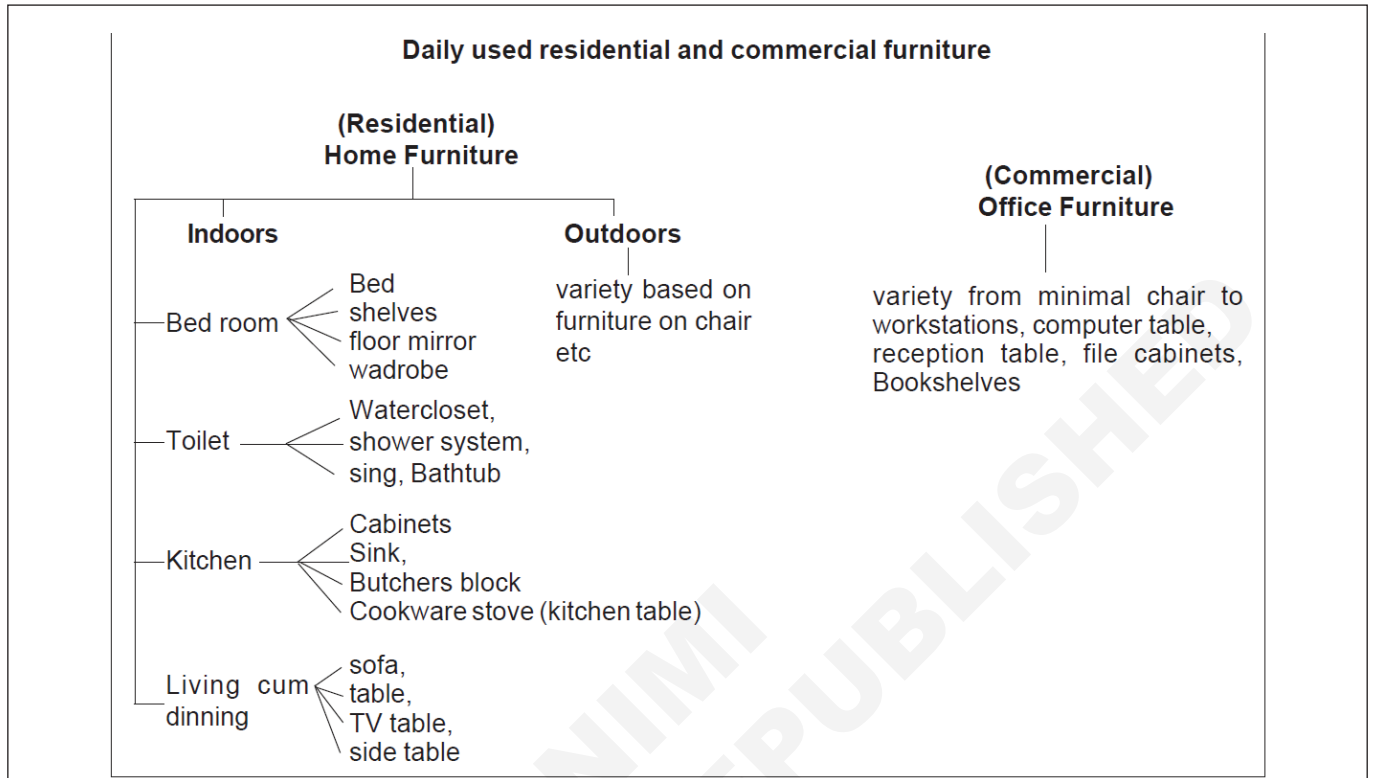 Daily used residential and commercial furniture
(Residential)
Home Furniture
(Commercial)
Office Furniture
Indoors
Outdoors
Bed room
Bed
shelves
floor mirror
wadrobe
variety based on
furniture on chair
etc
variety from minimal chair to
workstations, computer table,
reception table, file cabinets,
Bookshelves
Toilet
Watercloset,
shower system,
sing, Bathtub
Kitchen
Cabinets
Sink,
Butchers block
Cookware stove (kitchen table)
Living cum
dinning
sofa,
table,
TV table,
side table
NIMI
PUBLISHED